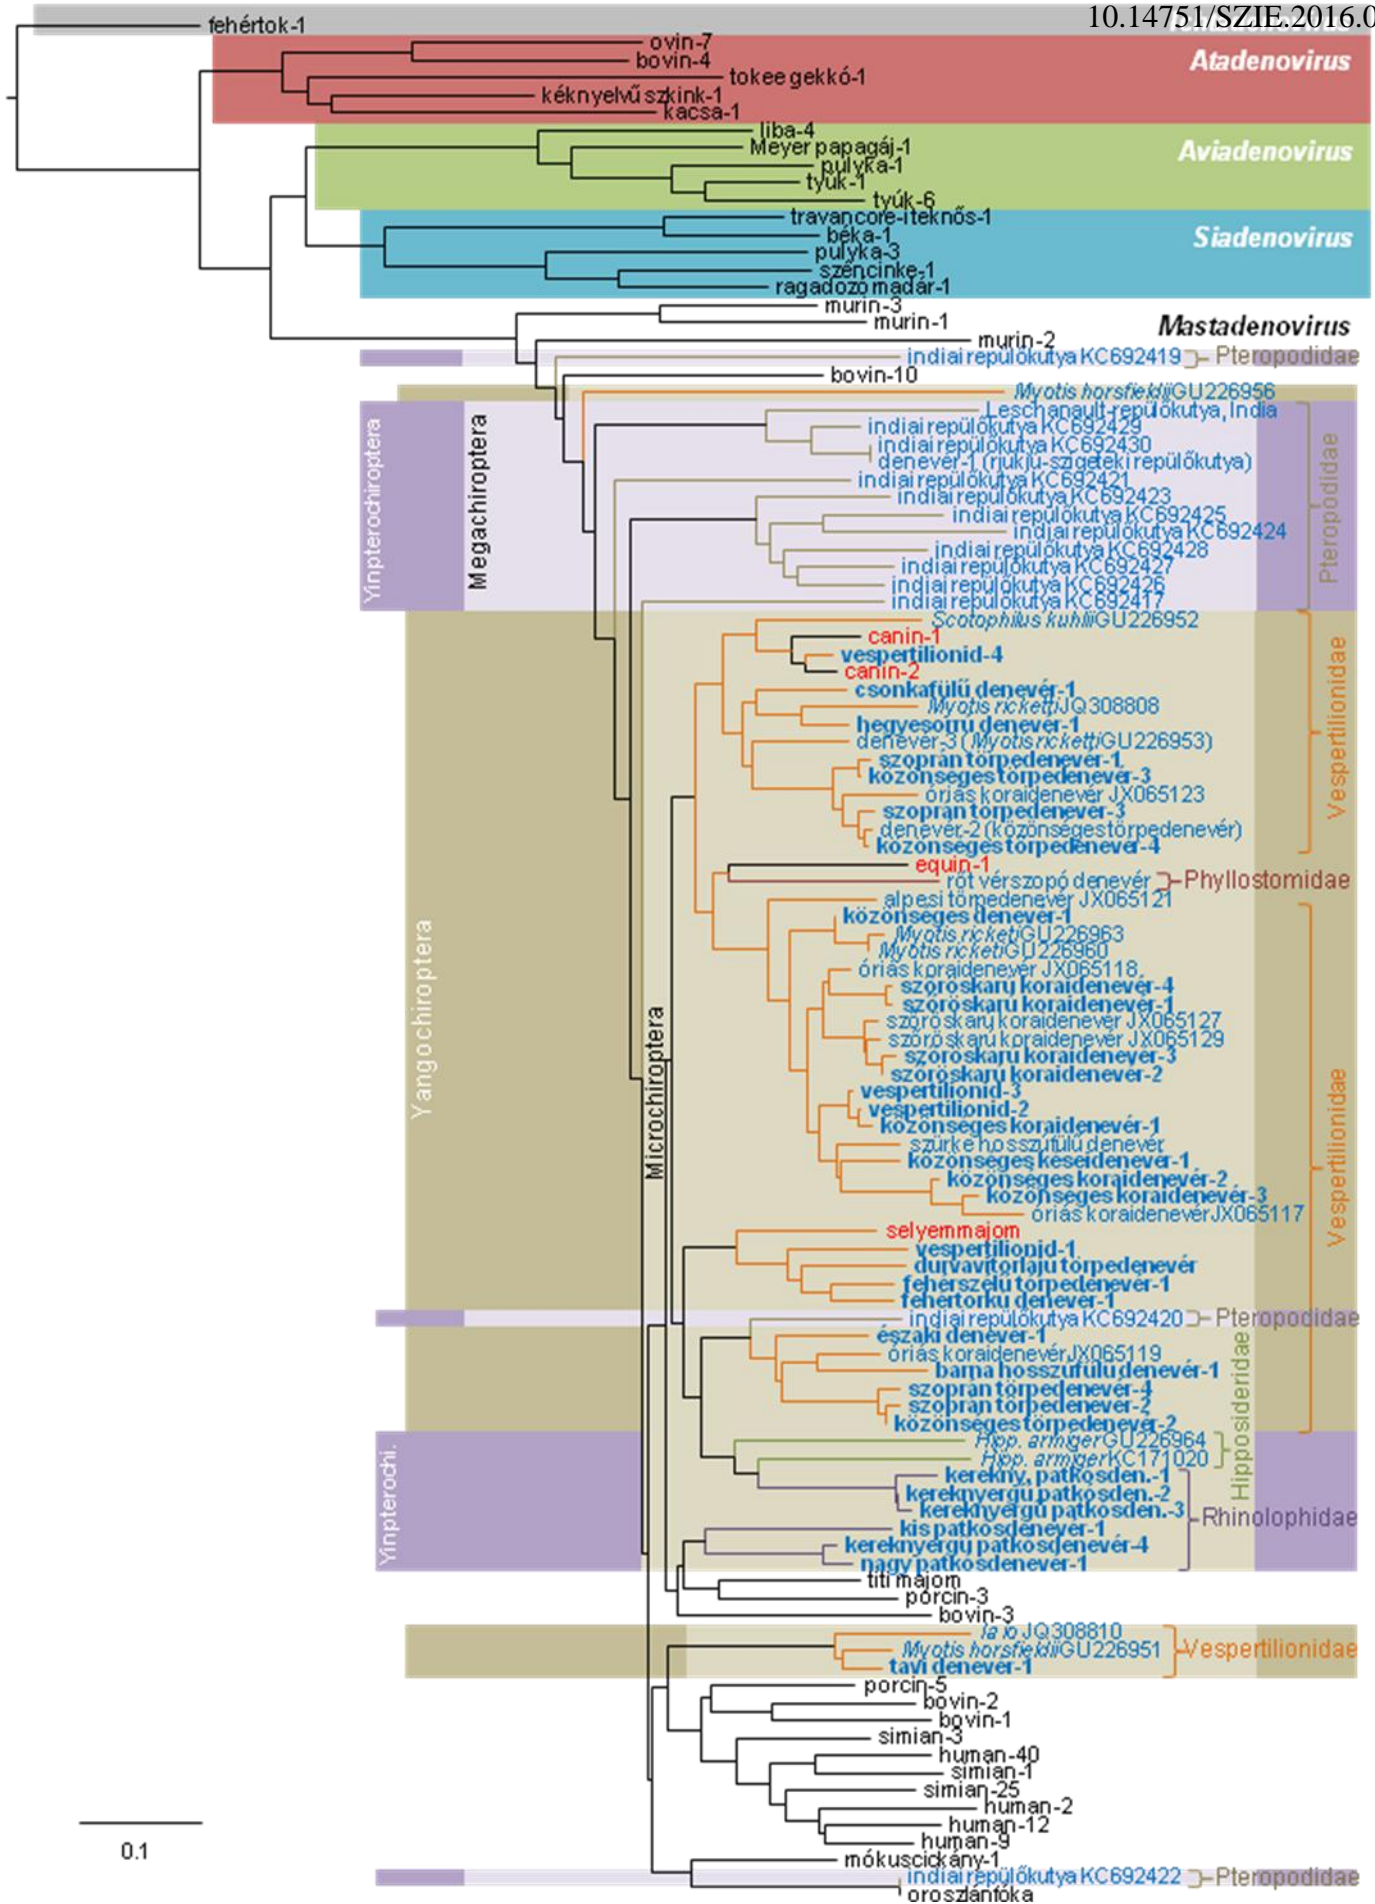 10.14751/SZIE.2016.0
fehértok-1
ovin-7
Atadenovirus
bovin-4
tokee gekkó-1
kéknyelvű szkink-1
kacsa-1
liba-4
Meyer papagáj-1
Aviadenovirus
pulyka-1
tyúk-1
tyúk-6
travancore-i teknős-1
béka-1
Siadenovirus
pulyka-3
széncinke-1
ragadozó madár-1
murin-3
murin-1
Mastadenovirus
murin-2
indiai repülőkutya KC692419
Pteropodidae
bovin-10
Myotis horsfieldii GU226956
Leschanault-repülőkutya, India
indiai repülőkutya KC692429
indiai repülőkutya KC692430
denevér-1 (rjúkjú-szigeteki repülőkutya)
indiai repülőkutya KC692421
indiai repülőkutya KC692423
indiai repülőkutya KC692425
indiai repülőkutya KC692424
indiai repülőkutya KC692428
indiai repülőkutya KC692427
indiai repülőkutya KC692426
indiai repülőkutya KC692417
Yinpterochiroptera
Megachiroptera
Pteropodidae
Scotophilus kuhlii GU226952
canin-1
vespertilionid-4
canin-2
csonkafülű denevér-1
Myotis ricketti JQ308808
hegyesorrú denevér-1
denevér-3 (Myotis ricketti GU226953)
szoprán törpedenevér-1
közönséges törpedenevér-3
óriás koraidenevér JX065123
szoprán törpedenevér-3
denevér-2 (közönséges törpedenevér)
közönséges törpedenevér-4
Vespertilionidae
equin-1
rőt vérszopó denevér
Phyllostomidae
alpesi törpedenevér JX065121
közönséges denevér-1
Myotis ricketi GU226963
Myotis ricketi GU226960
óriás koraidenevér JX065118
szőröskarú koraidenevér-4
szőröskarú koraidenevér-1
szőröskarú koraidenevér JX065127
szőröskarú koraidenevér JX065129
szőröskarú koraidenevér-3
szőröskarú koraidenevér-2
vespertilionid-3
vespertilionid-2
közönséges koraidenevér-1
szürke hosszúfülű denevér
közönséges késeidenevér-1
közönséges koraidenevér-2
közönséges koraidenevér-3
óriás koraidenevér JX065117
Yangochiroptera
Microchiroptera
Vespertilionidae
selyemmajom
vespertilionid-1
durvavitorlájú törpedenevér
fehérszélű törpedenevér-1
fehértorkú denevér-1
indiai repülőkutya KC692420
Pteropodidae
északi denevér-1
óriás koraidenevér JX065119
barna hosszúfülű denevér-1
szoprán törpedenevér-4
szoprán törpedenevér-2
közönséges törpedenevér-2
Hipp. armiger GU226964
Hipp. armiger KC171020
Hipposideridae
kerekny. patkósden.-1
kereknyergű patkósden.-2
kereknyergű patkósden.-3
Rhinolophidae
kis patkósdenevér-1
kereknyergű patkósdenevér-4
nagy patkósdenevér-1
Yinpterochi.
titi majom
porcin-3
bovin-3
Ia io JQ308810
Myotis horsfieldii GU226951
Vespertilionidae
tavi denevér-1
porcin-5
bovin-2
bovin-1
simian-3
human-40
simian-1
simian-25
human-2
human-12
human-9
0.1
mókuscickány-1
indiai repülőkutya KC692422
Pteropodidae
oroszlánfóka